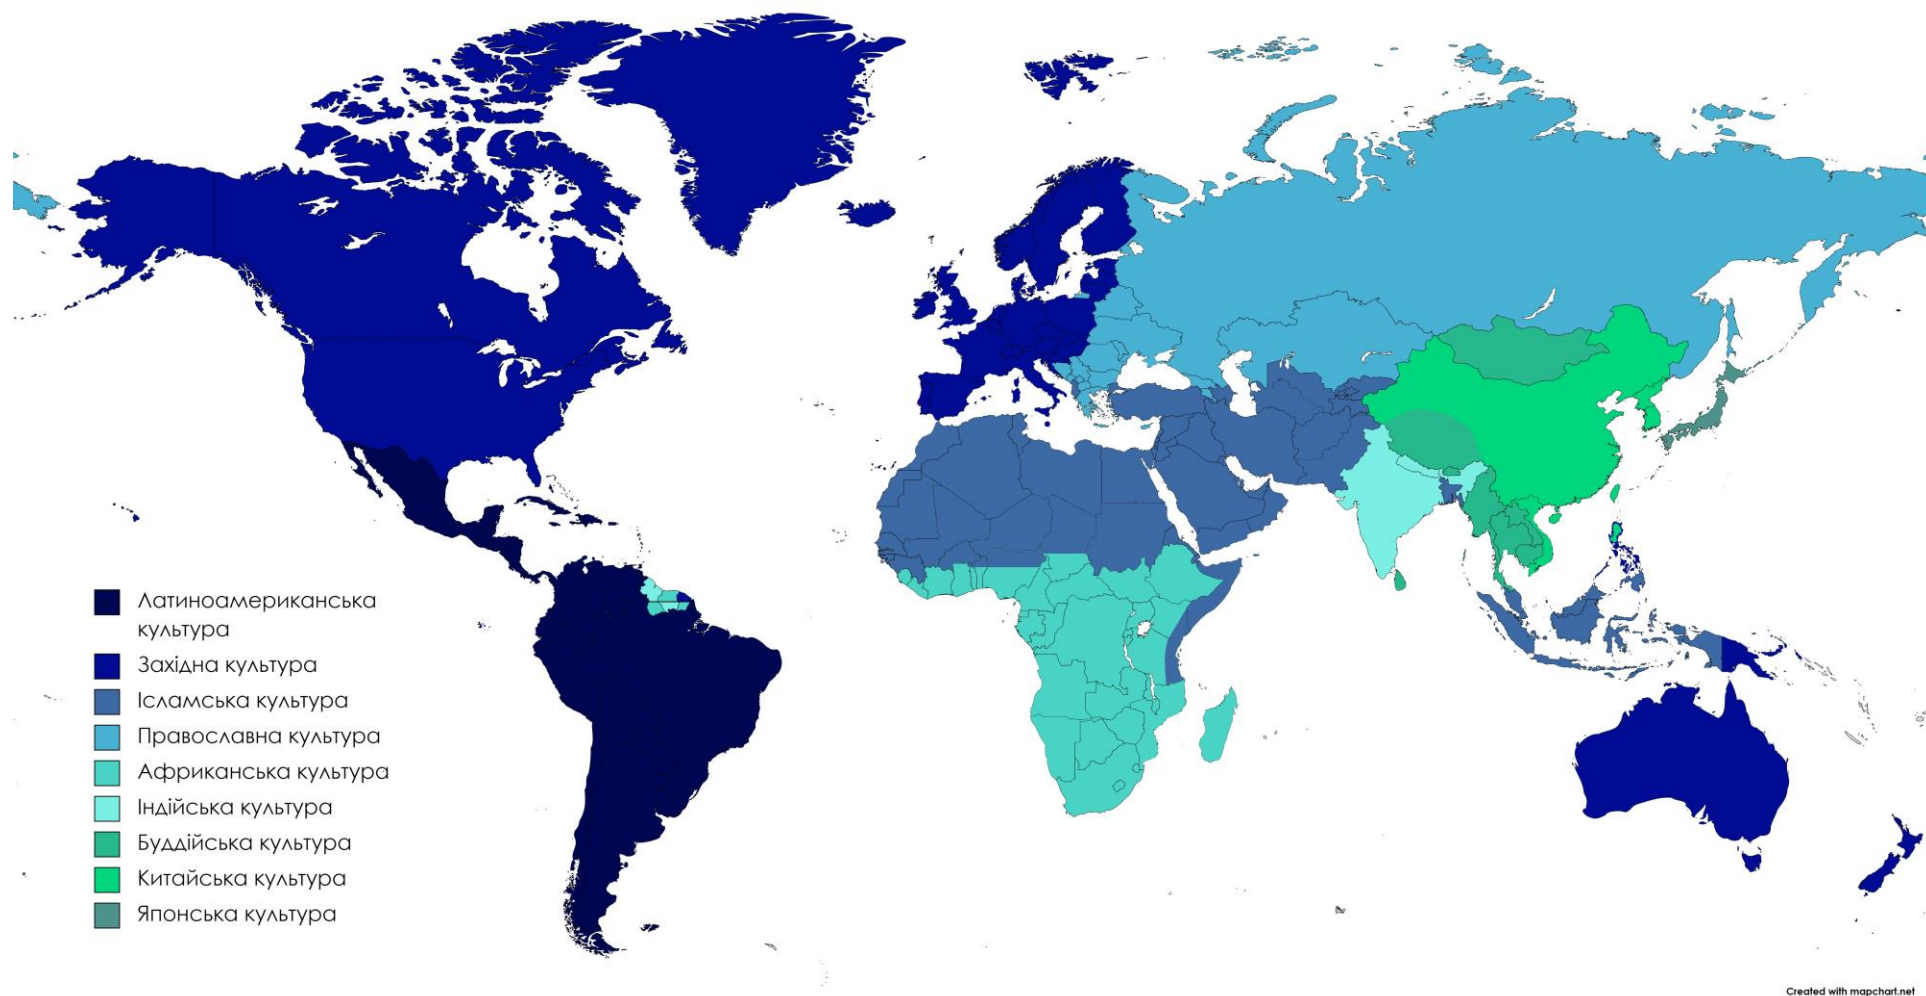 Латиноамериканська
культура
Західна культура
Ісламська культура
Православна культура
Африканська культура
Індійська культура
Буддійська культура
Китайська культура
Японська культура
Created with mapchart.net